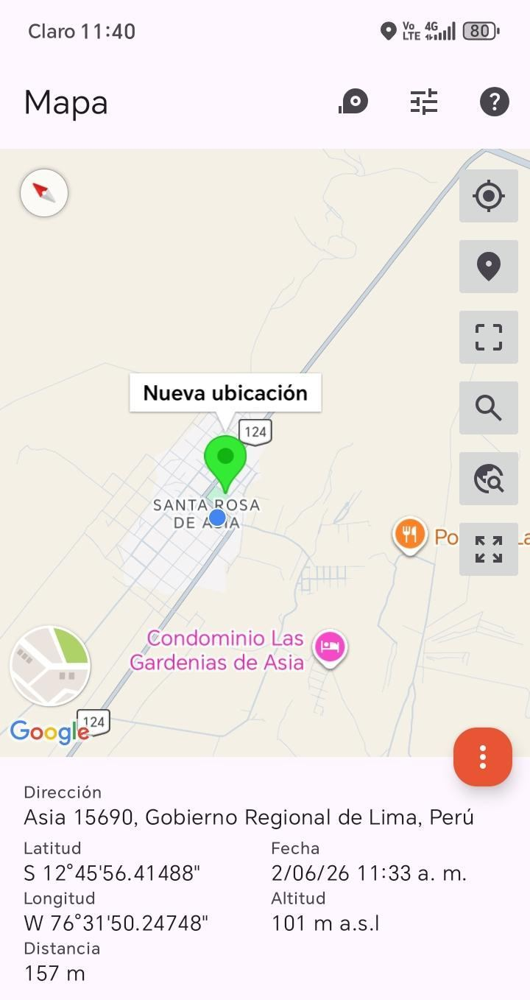 Claro 11:40
Vo LTE 4G 80
Mapa
Nueva ubicación
124
SANTA ROSA
DE ASIA
Po
La
Condominio Las
Gardenias de Asia
Google
124
Dirección
Asia 15690, Gobierno Regional de Lima, Perú
Latitud
Fecha
S 12°45'56.41488"
2/06/26 11:33 a. m.
Longitud
Altitud
W 76°31'50.24748"
101 m a.s.l
Distancia
157 m